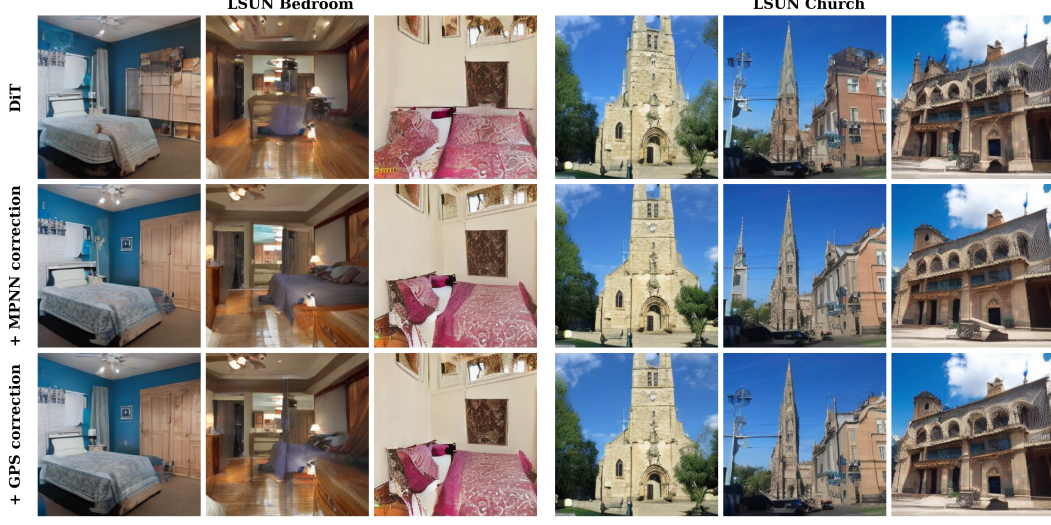 LSUN Bedroom
LSUN Church
DiT
+ MPNN correction
+ GPS correction